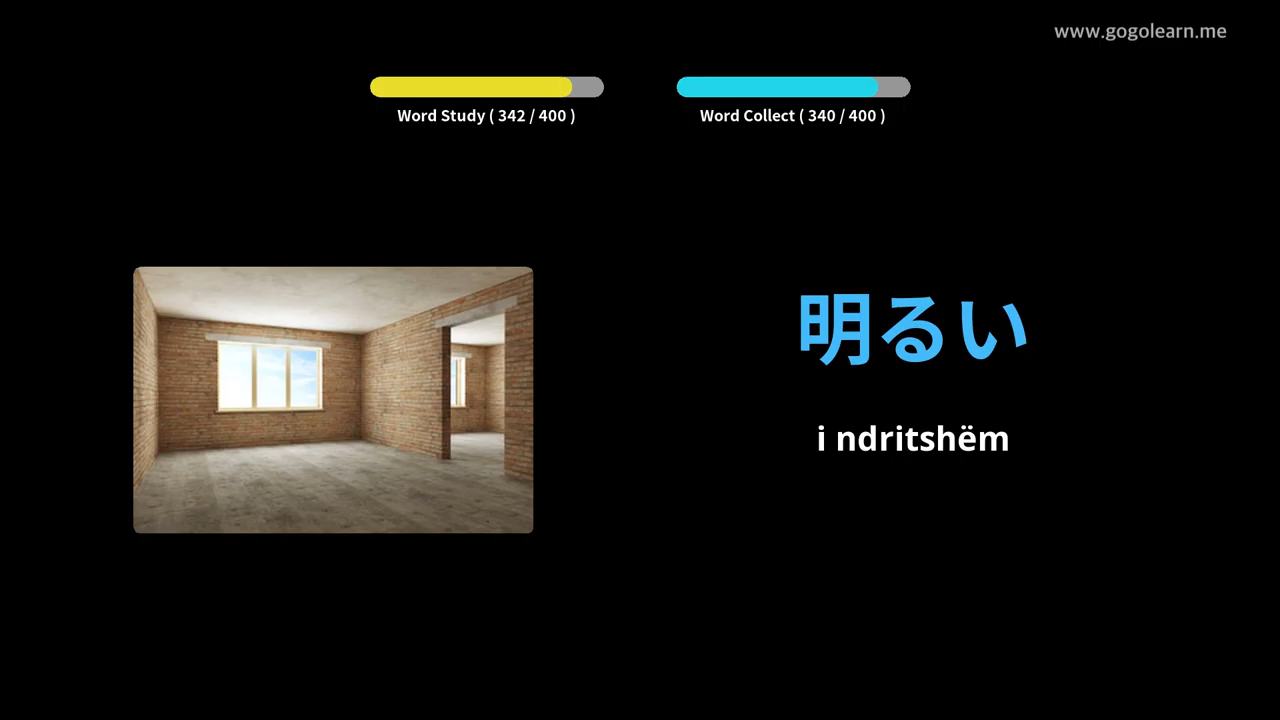 www.gogolearn.me
Word Study ( 342 / 400 )
Word Collect ( 340 / 400 )
明るい
i ndritshëm